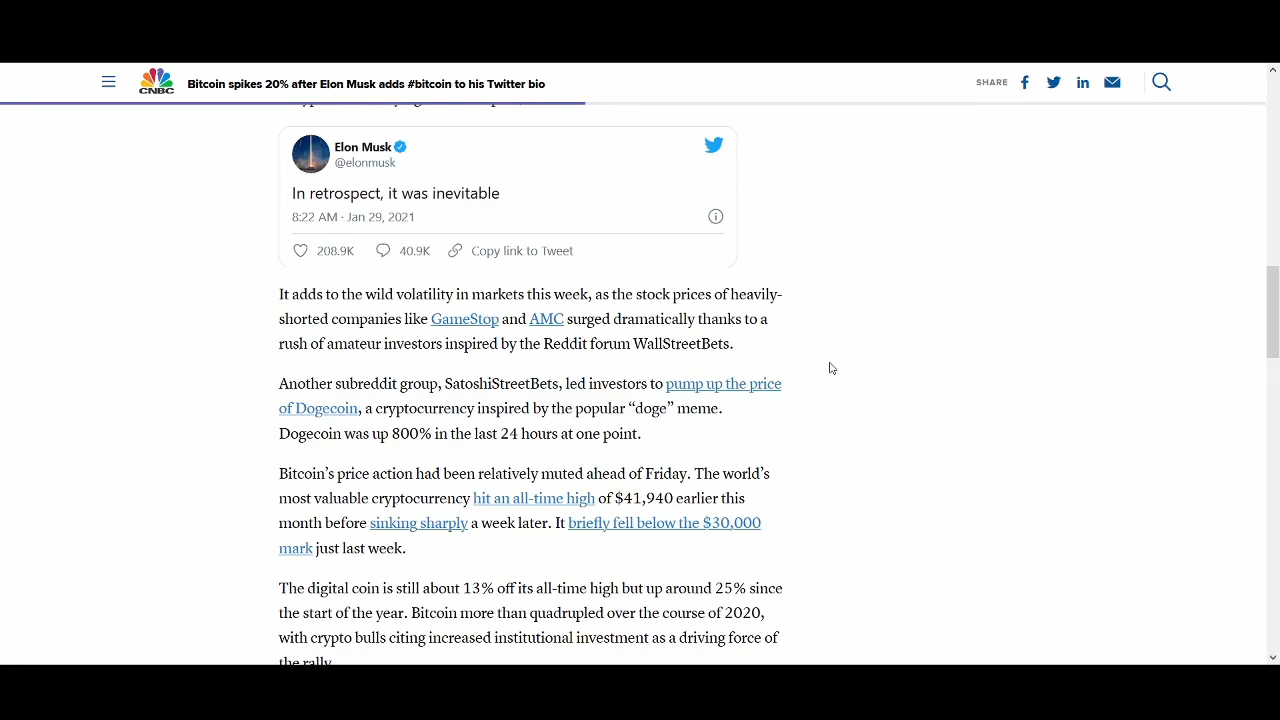 CNBC
Bitcoin spikes 20% after Elon Musk adds #bitcoin to his Twitter bio
SHARE
Elon Musk
@elonmusk
In retrospect, it was inevitable
8:22 AM · Jan 29, 2021
208.9K 40.9K Copy link to Tweet
It adds to the wild volatility in markets this week, as the stock prices of heavily-
shorted companies like GameStop and AMC surged dramatically thanks to a
rush of amateur investors inspired by the Reddit forum WallStreetBets.
Another subreddit group, SatoshiStreetBets, led investors to pump up the price
of Dogecoin, a cryptocurrency inspired by the popular “doge” meme.
Dogecoin was up 800% in the last 24 hours at one point.
Bitcoin’s price action had been relatively muted ahead of Friday. The world’s
most valuable cryptocurrency hit an all-time high of $41,940 earlier this
month before sinking sharply a week later. It briefly fell below the $30,000
mark just last week.
The digital coin is still about 13% off its all-time high but up around 25% since
the start of the year. Bitcoin more than quadrupled over the course of 2020,
with crypto bulls citing increased institutional investment as a driving force of
the rally.